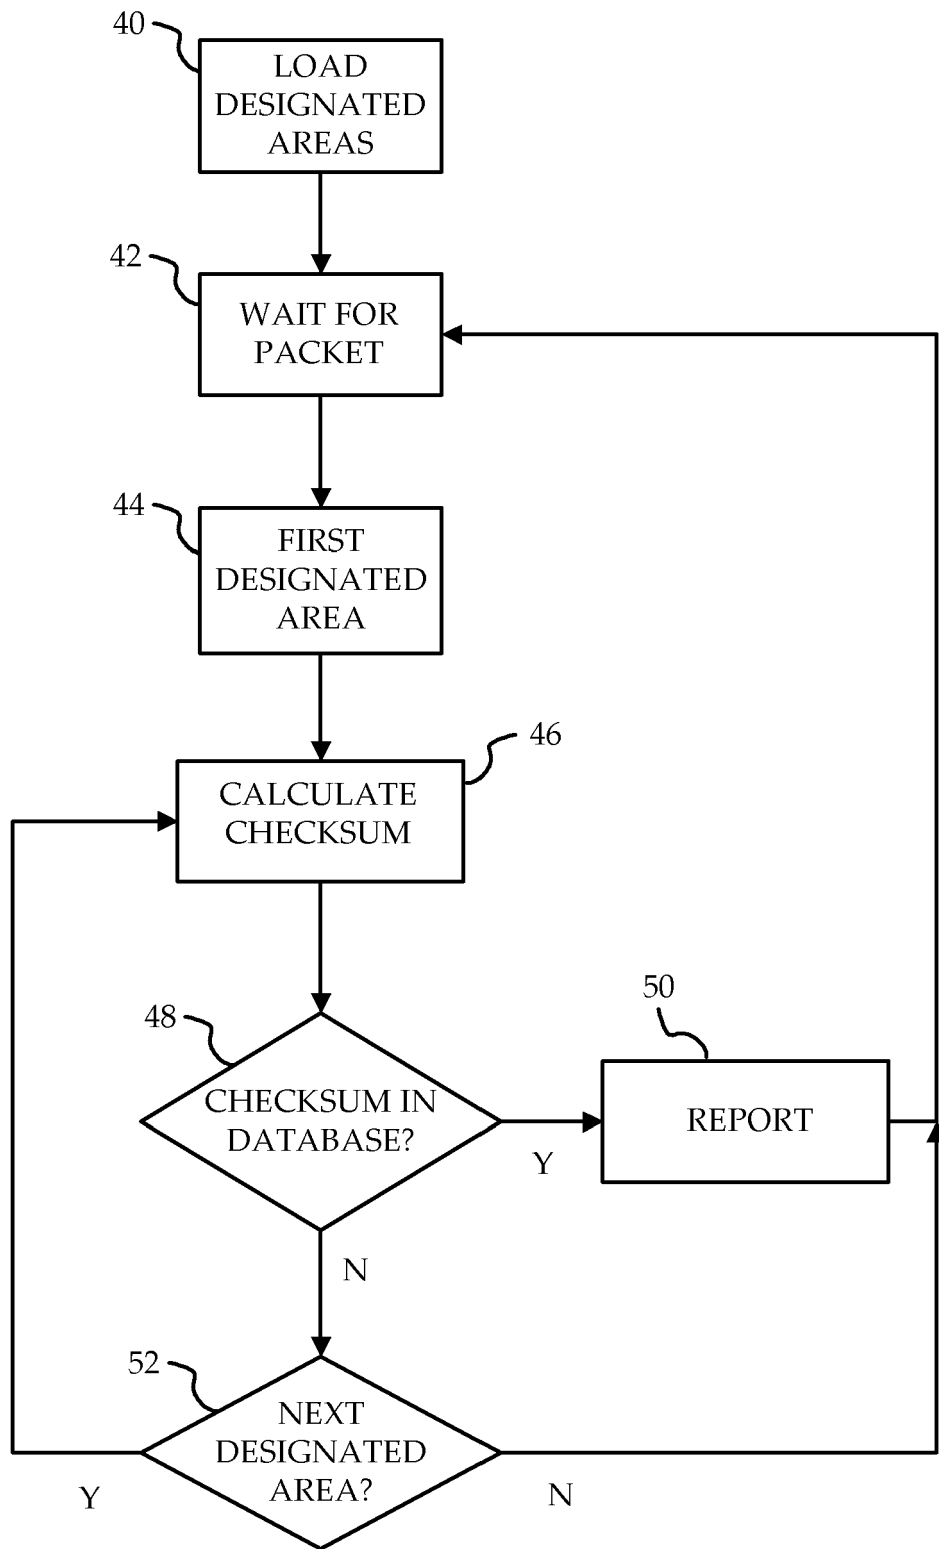 40
LOAD
DESIGNATED
AREAS
42
WAIT FOR
PACKET
44
FIRST
DESIGNATED
AREA
46
CALCULATE
CHECKSUM
48
CHECKSUM IN
DATABASE?
Y
50
REPORT
N
52
NEXT
DESIGNATED
AREA?
Y
N